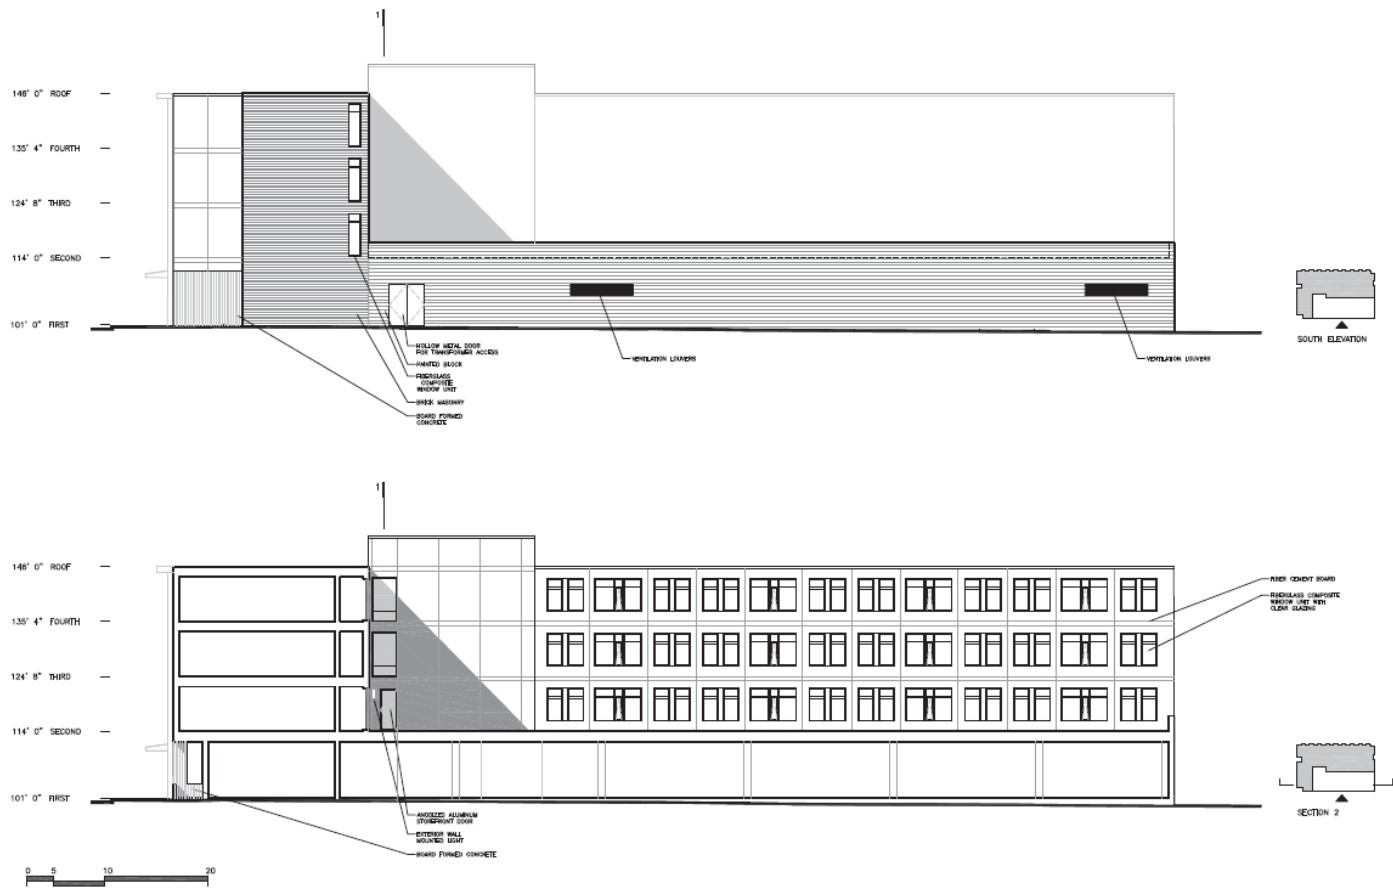 1
146' 0" ROOF
135' 4" FOURTH
124' 8" THIRD
114' 0" SECOND
101' 0" FIRST
HOLLOW METAL DOOR
FOR TRANSFORMER ACCESS
PAINTED BLOCK
FIBERGLASS
COMPOSITE
WINDOW UNIT
BRICK MASONRY
BOARD FORMED
CONCRETE
VENTILATION LOUVERS
VENTILATION LOUVERS
SOUTH ELEVATION
1
146' 0" ROOF
135' 4" FOURTH
124' 8" THIRD
114' 0" SECOND
101' 0" FIRST
FIBER CEMENT BOARD
FIBERGLASS COMPOSITE
WINDOW UNIT WITH
CLEAR GLAZING
ANODIZED ALUMINUM
STOREFRONT DOOR
EXTERIOR WALL
MOUNTED LIGHT
BOARD FORMED CONCRETE
SECTION 2
0 5 10 20